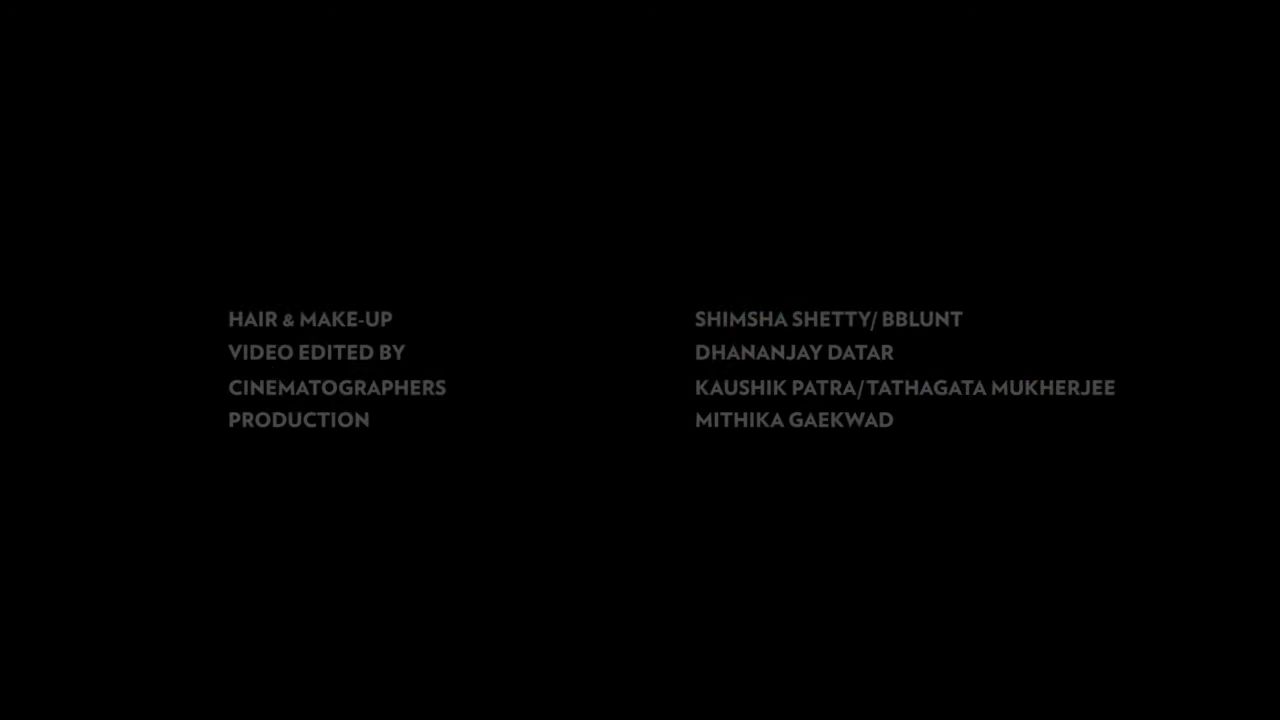 HAIR & MAKE-UP SHIMSHA SHETTY/ BBLUNT
VIDEO EDITED BY DHANANJAY DATAR
CINEMATOGRAPHERS KAUSHIK PATRA/ TATHAGATA MUKHERJEE
PRODUCTION MITHIKA GAEKWAD